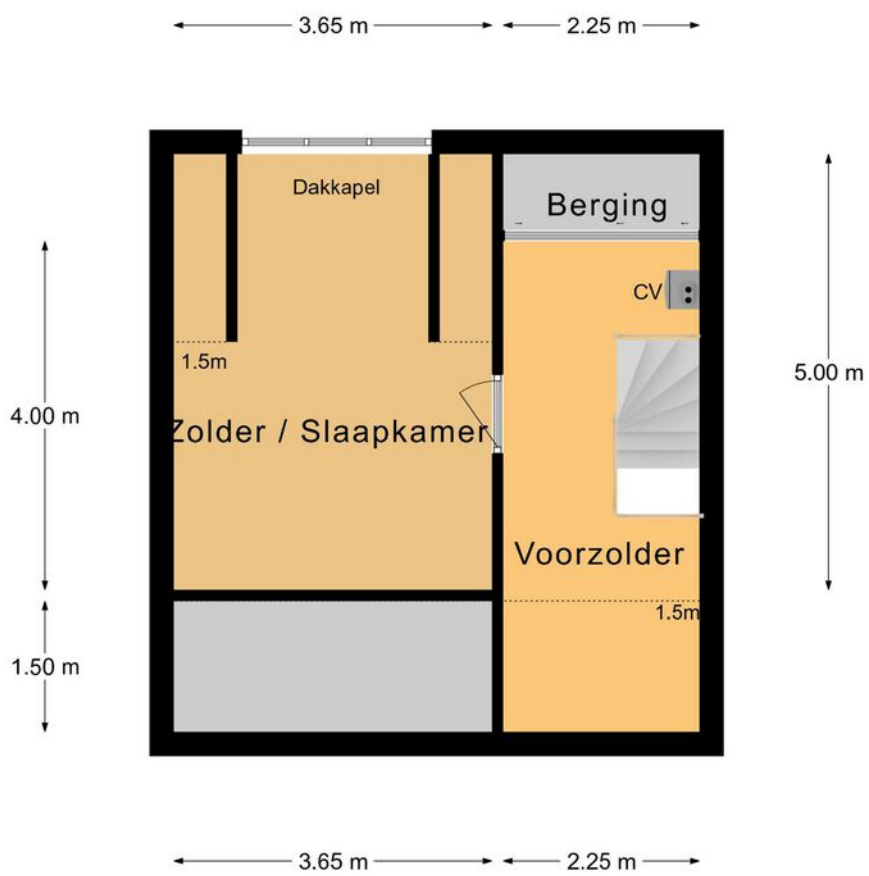 3.65 m
2.25 m
Dakkapel
Berging
CV
1.5m
5.00 m
4.00 m
Zolder / Slaapkamer
Voorzolder
1.5m
1.50 m
3.65 m
2.25 m